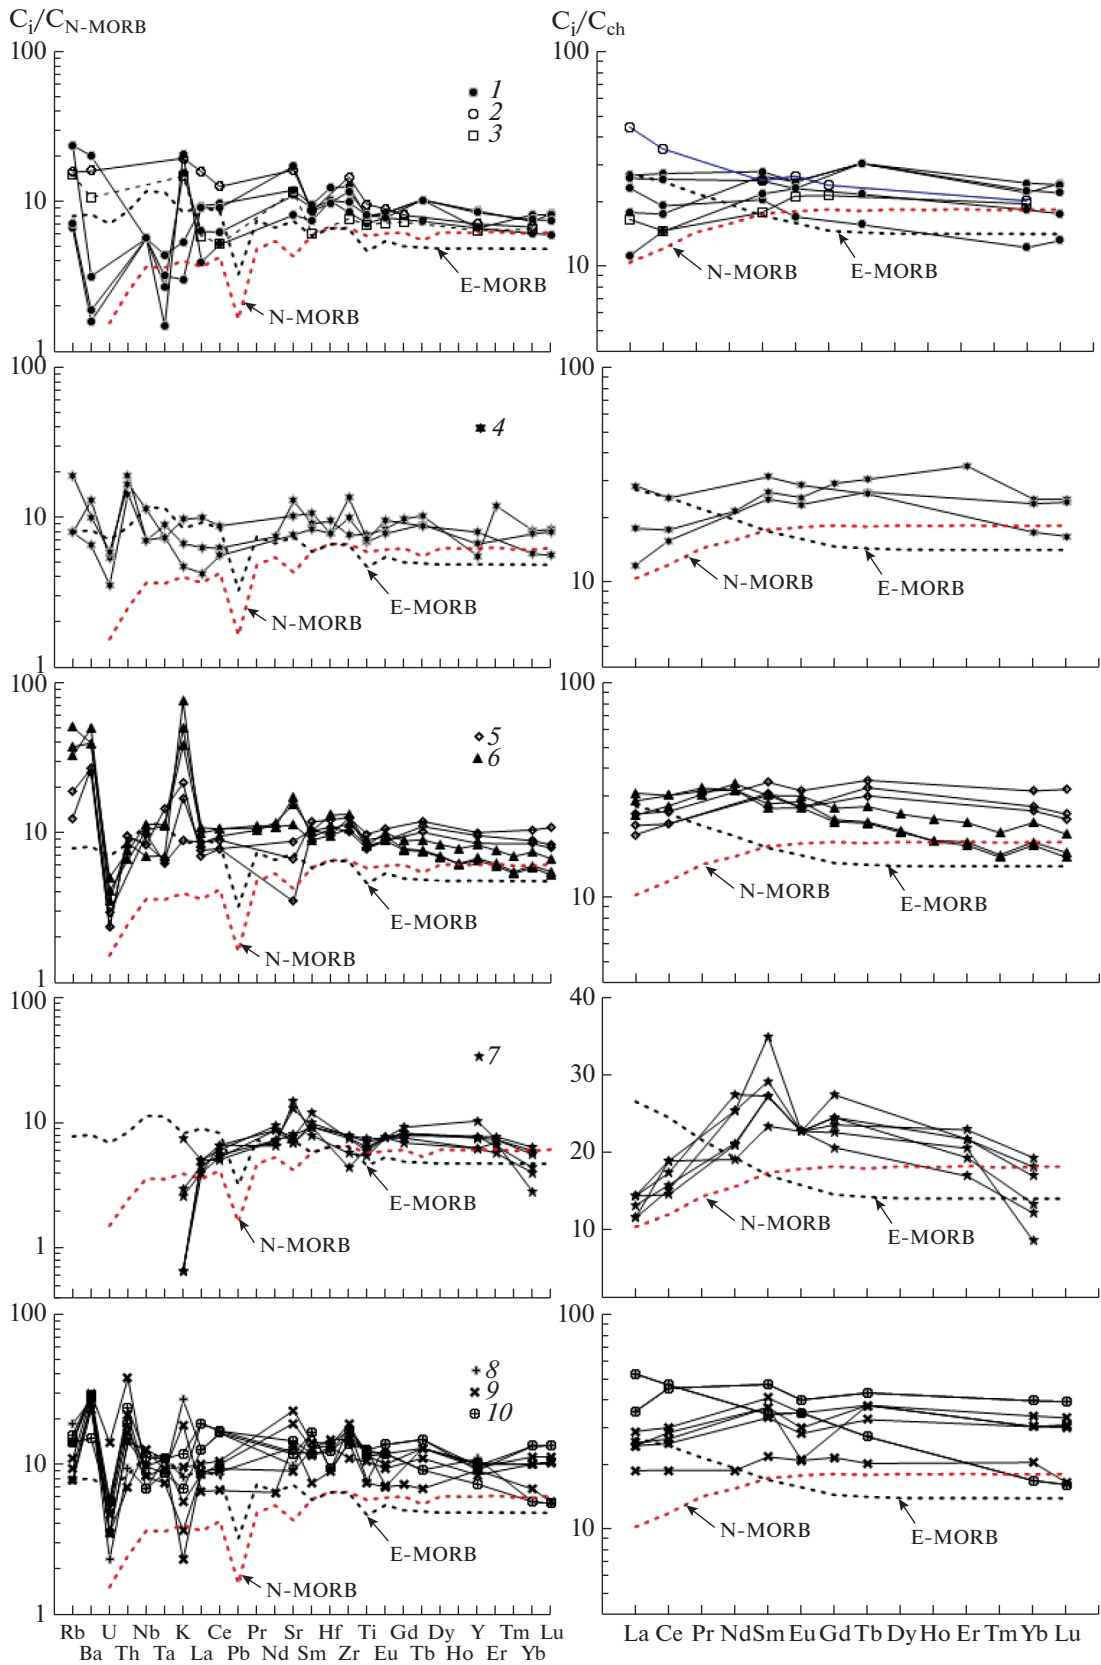 Ci/CN-MORB
Ci/Cch
100
10
1
1
2
3
E-MORB
N-MORB
100
10
N-MORB
E-MORB
100
10
1
4
N-MORB
E-MORB
100
10
E-MORB
N-MORB
100
10
1
5
6
E-MORB
N-MORB
100
10
N-MORB
E-MORB
100
10
1
7
E-MORB
N-MORB
40
30
20
10
N-MORB
E-MORB
100
10
1
8
9
10
E-MORB
N-MORB
100
10
N-MORB
E-MORB
Rb U Nb K Ce Pr Sr Hf Ti Gd Dy Y Tm Lu
Ba Th Ta La Pb Nd Sm Zr Eu Tb Ho Er Yb
La Ce Pr Nd Sm Eu Gd Tb Dy Ho Er Tm Yb Lu